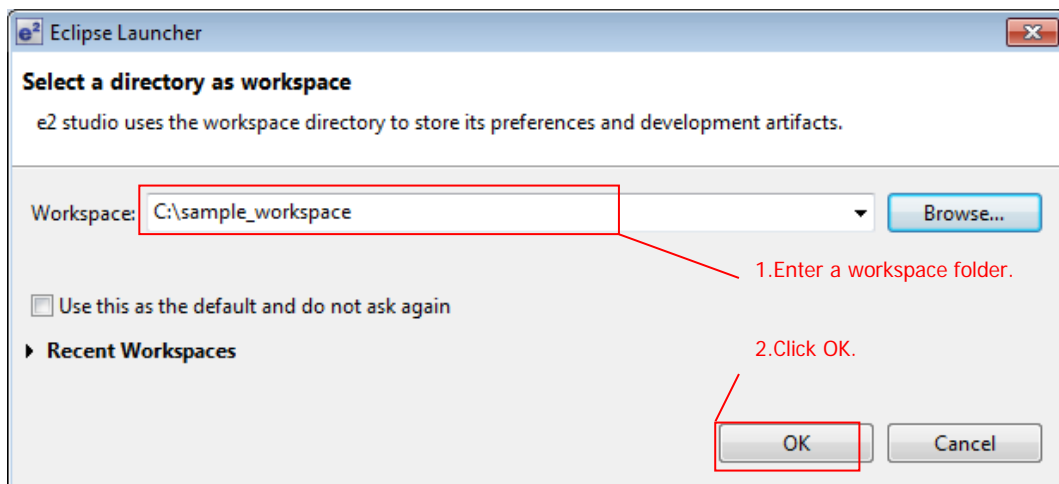 e² Eclipse Launcher
Select a directory as workspace
e2 studio uses the workspace directory to store its preferences and development artifacts.
Workspace: C:\sample_workspace Browse...
1.Enter a workspace folder.
Use this as the default and do not ask again
Recent Workspaces
2.Click OK.
OK Cancel